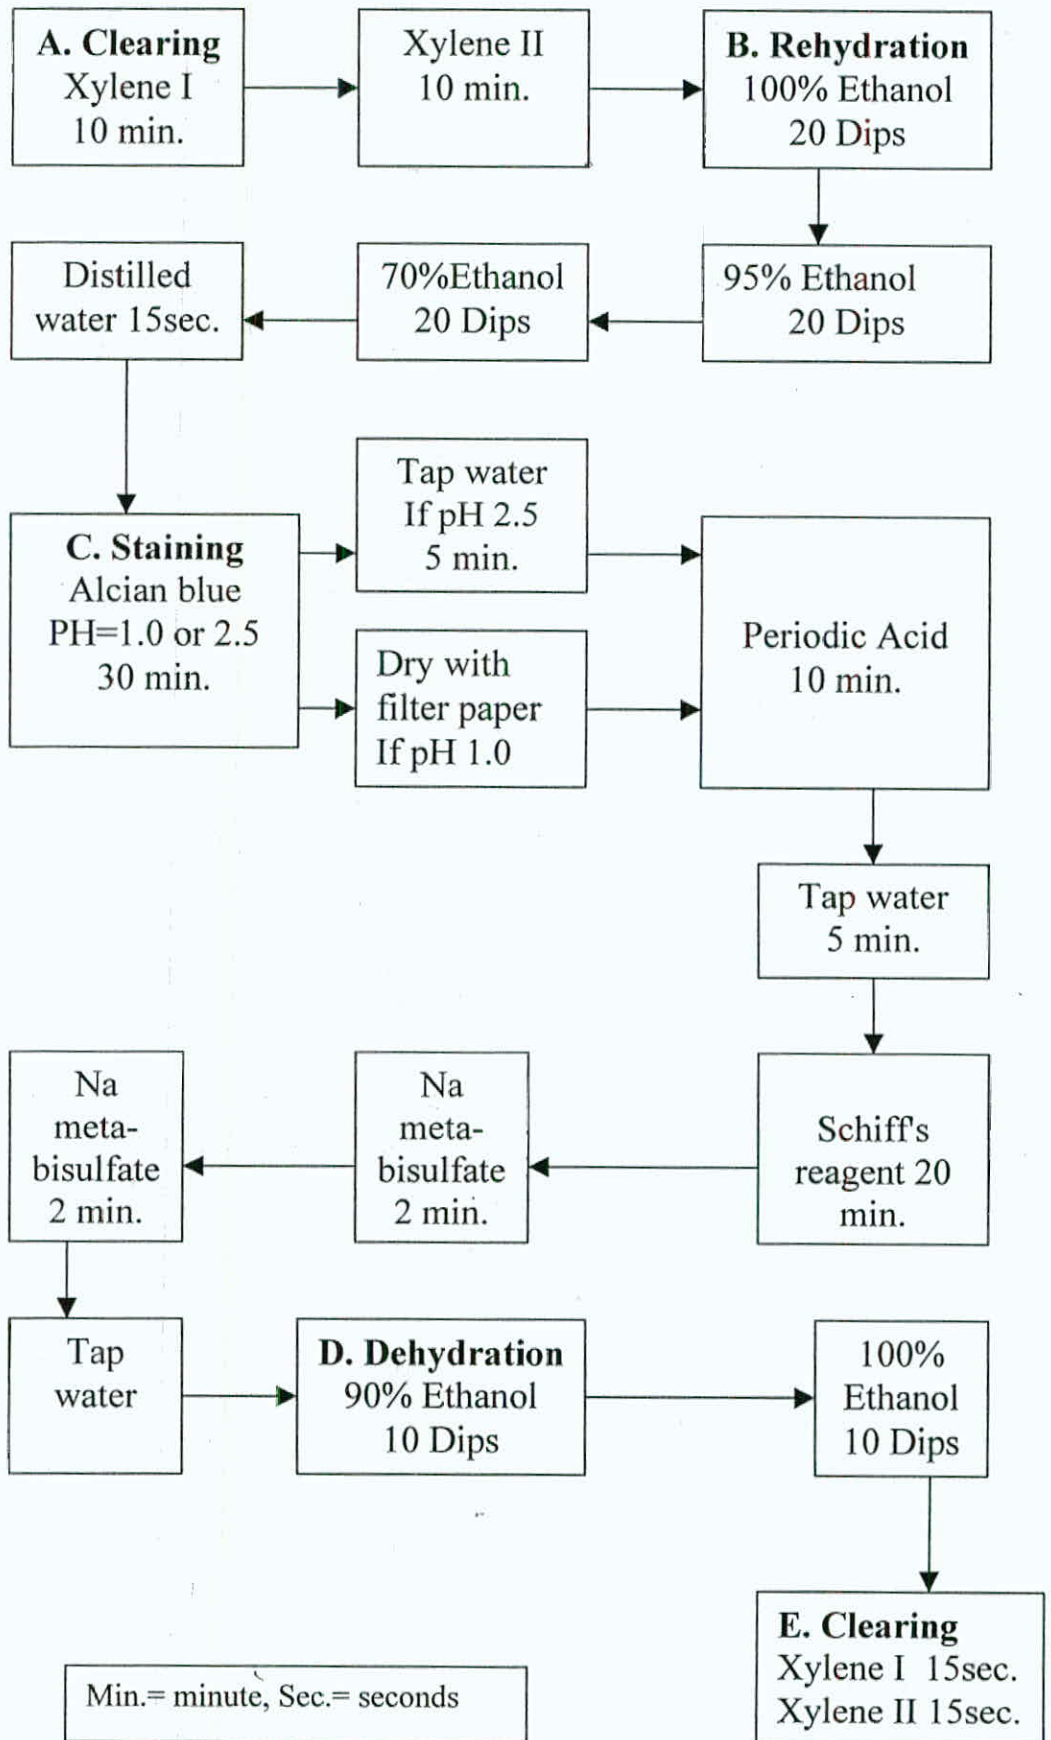 A. Clearing
Xylene I
10 min.
Xylene II
10 min.
B. Rehydration
100% Ethanol
20 Dips
95% Ethanol
20 Dips
70%Ethanol
20 Dips
Distilled
water 15sec.
C. Staining
Alcian blue
PH=1.0 or 2.5
30 min.
Tap water
If pH 2.5
5 min.
Dry with
filter paper
If pH 1.0
Periodic Acid
10 min.
Tap water
5 min.
Schiff's
reagent 20
min.
Na
meta-
bisulfate
2 min.
Na
meta-
bisulfate
2 min.
Tap
water
D. Dehydration
90% Ethanol
10 Dips
100%
Ethanol
10 Dips
E. Clearing
Xylene I 15sec.
Xylene II 15sec.
Min.= minute, Sec.= seconds